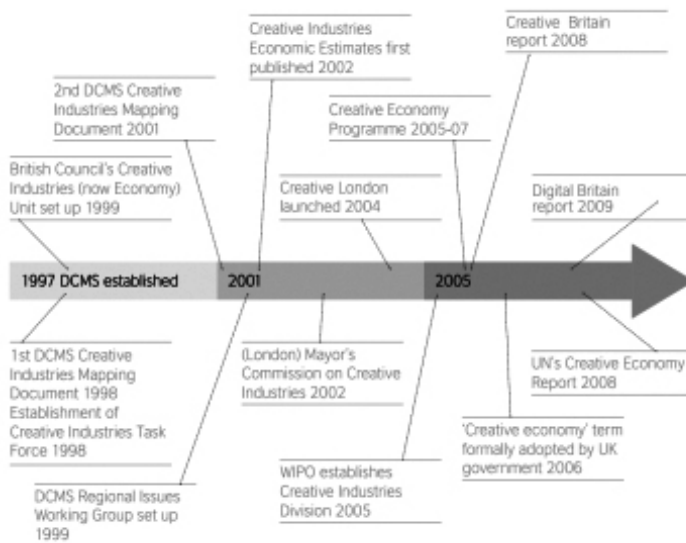 Creative Industries
Economic Estimates first
published 2002
Creative Britain
report 2008
2nd DCMS Creative
Industries Mapping
Document 2001
Creative Economy
Programme 2005-07
British Council's Creative
Industries (now Economy)
Unit set up 1999
Creative London
launched 2004
Digital Britain
report 2009
1997 DCMS established
2001
2005
1st DCMS Creative
Industries Mapping
Document 1998
Establishment of
Creative Industries Task
Force 1998
(London) Mayor's
Commission on Creative
Industries 2002
UN's Creative Economy
Report 2008
DCMS Regional Issues
Working Group set up
1999
WIPO establishes
Creative Industries
Division 2005
'Creative economy' term
formally adopted by UK
government 2006